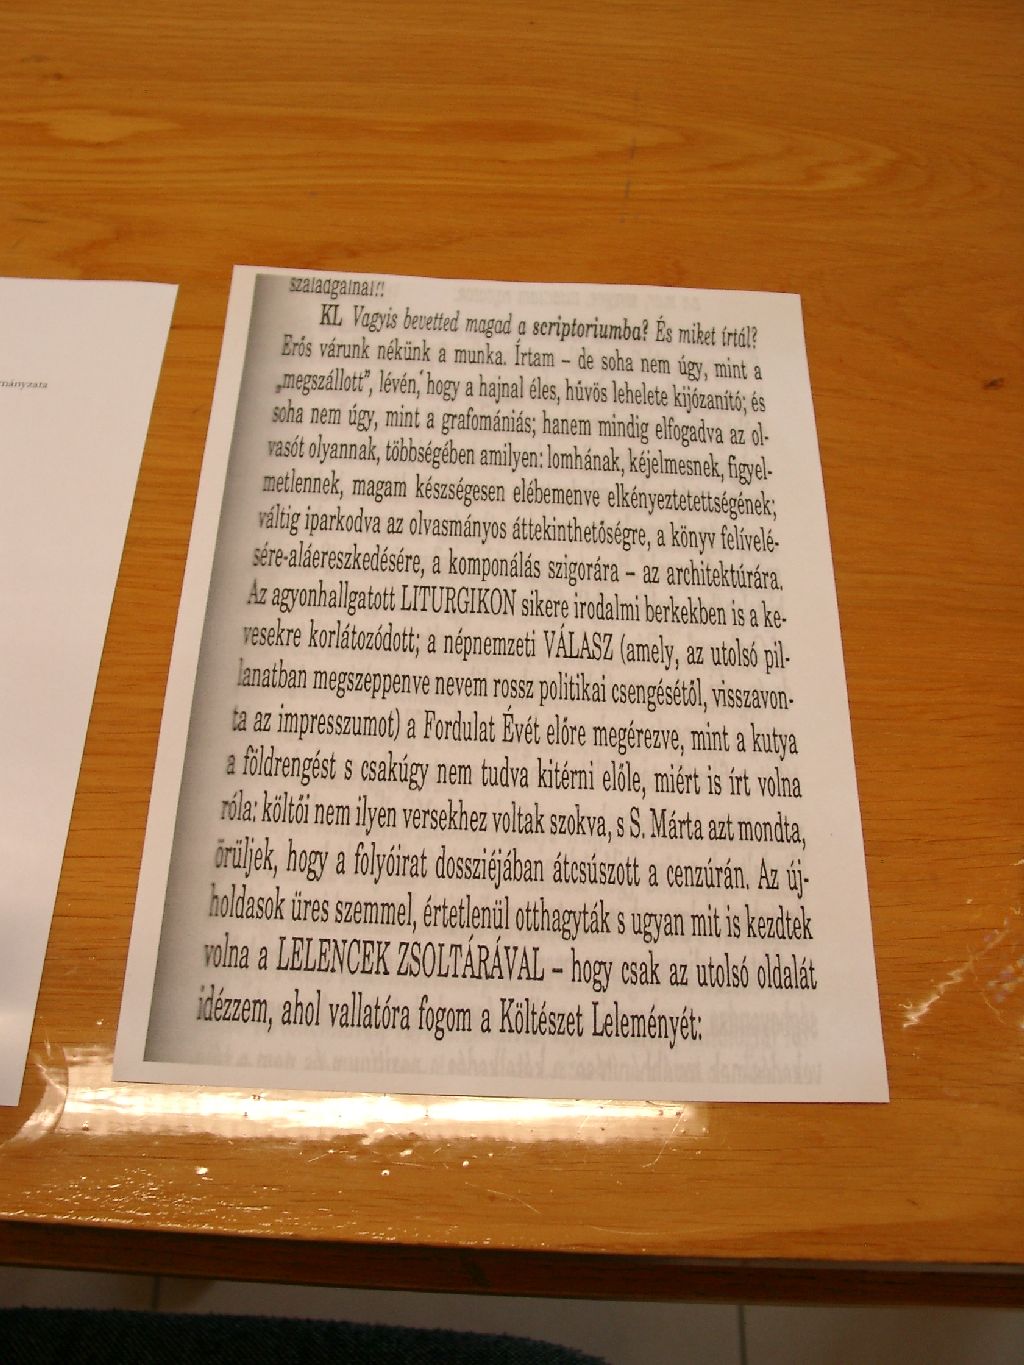 szaladgálnál!!
KL Vagyis bevetted magad a scriptoriumba? És miket írtál?
Erős várunk nékünk a munka. Írtam – de soha nem úgy, mint a
„megszállott”, lévén, hogy a hajnal éles, hűvös lehelete kijózanító; és
soha nem úgy, mint a grafomániás; hanem mindig elfogadva az ol-
vasót olyannak, többségében amilyen: lomhának, kéjelmesnek, figyel-
metlennek, magam készségesen elébemenve elkényeztetettségének;
váltig iparkodva az olvasmányos áttekinthetőségre, a könyv felívelé-
sére-aláereszkedésére, a komponálás szigorára – az architektúrára.
Az agyonhallgatott LITURGIKON sikere irodalmi berkekben is a ke-
vesekre korlátozódott; a népnemzeti VÁLASZ (amely, az utolsó pil-
lanatban megszeppenve nevem rossz politikai csengésétől, visszavon-
ta az impresszumot) a Fordulat Évét előre megérezve, mint a kutya
a földrengést s csakúgy nem tudva kitérni előle, miért is írt volna
róla; költői nem ilyen versekhez voltak szokva, s S. Márta azt mondta,
örüljek, hogy a folyóirat dossziéjában átcsúszott a cenzúrán. Az új-
holdasok üres szemmel, értetlenül otthagyták s ugyan mit is kezdtek
volna a LELENCEK ZSOLTÁRÁVAL – hogy csak az utolsó oldalát
idézzem, ahol vallatóra fogom a Költészet Leleményét: